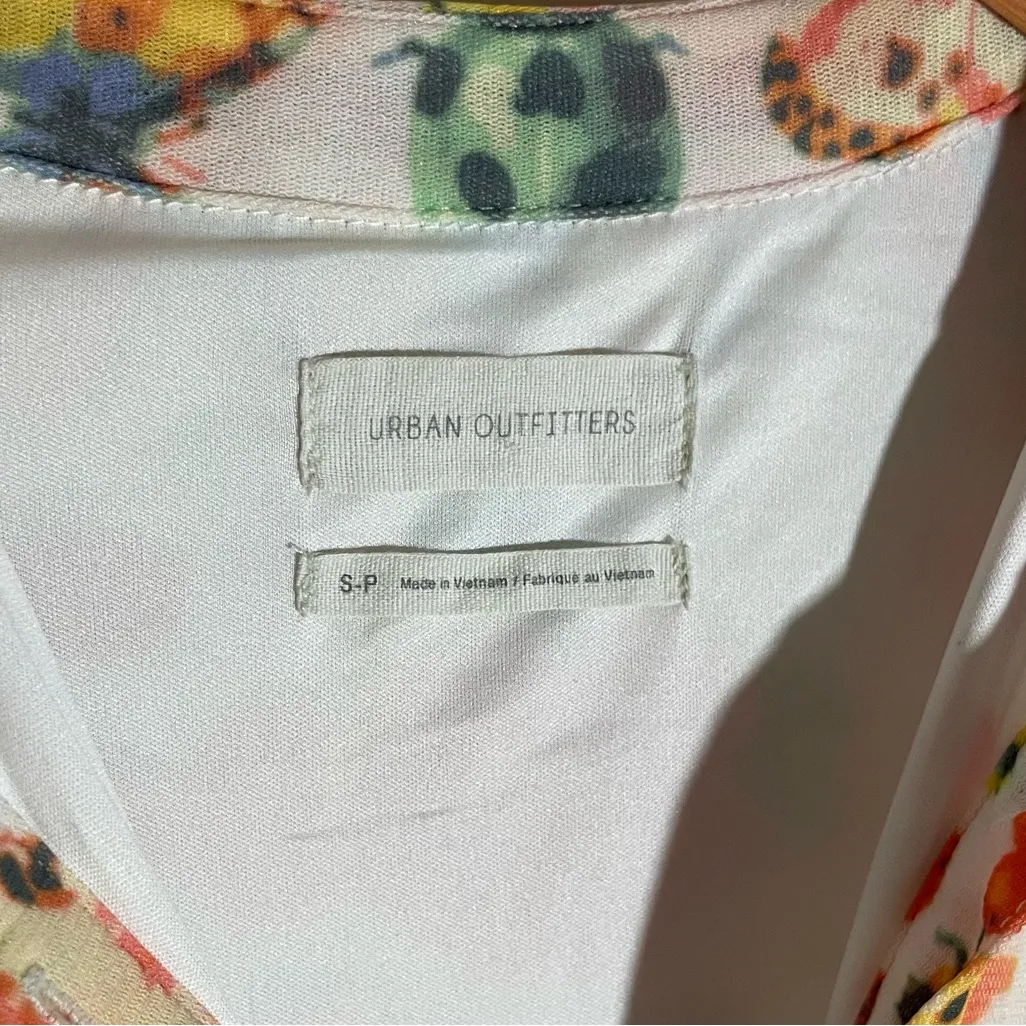 URBAN OUTFITTERS
S-P Made in Vietnam / Fabriqué au Vietnam